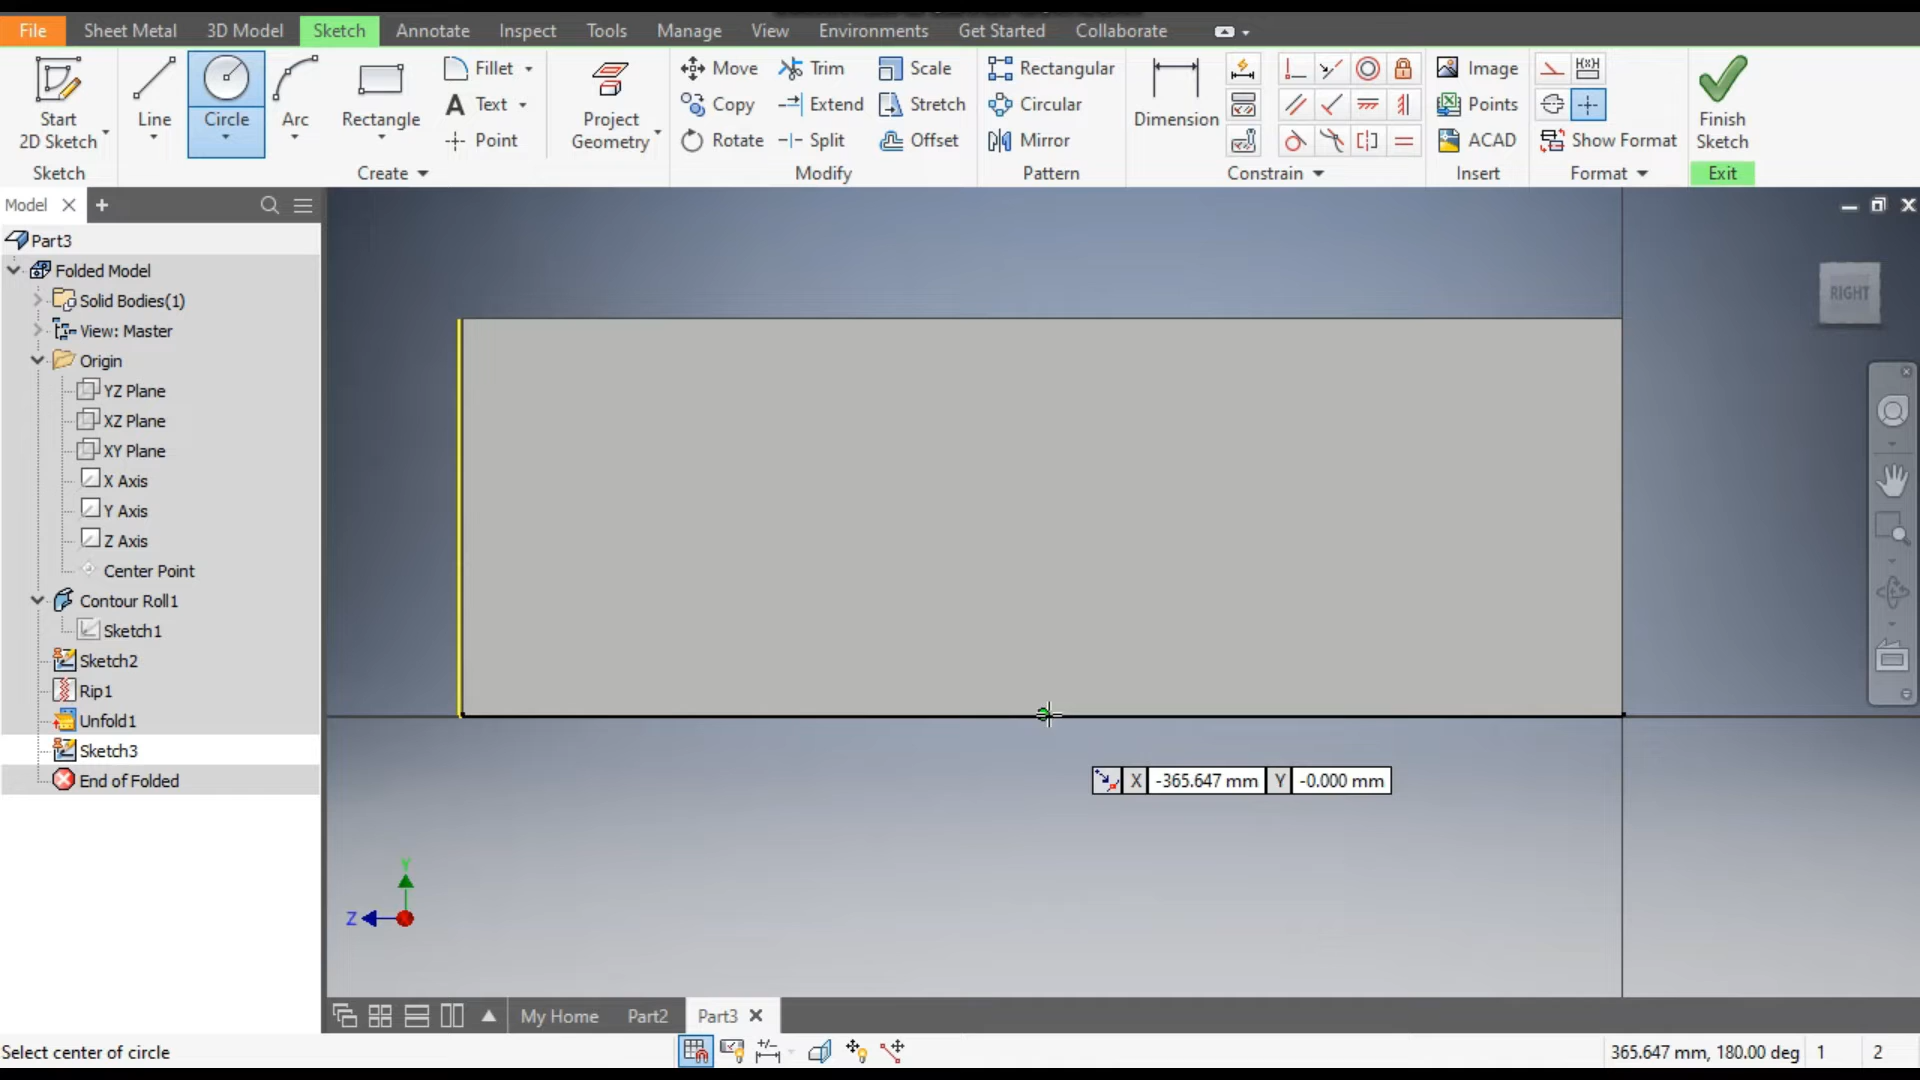 File Sheet Metal 3D Model Sketch Annotate Inspect Tools Manage View Environments Get Started Collaborate
Start
2D Sketch
Line
Circle
Arc
Rectangle
Fillet
Text
Point
Project
Geometry
Move
Copy
Rotate
Trim
Extend
Split
Scale
Stretch
Offset
Rectangular
Circular
Mirror
Dimension
Image
Points
ACAD
Show Format
Finish
Sketch
Sketch Create Modify Pattern Constrain Insert Format Exit
Model
Part3
Folded Model
Solid Bodies(1)
View: Master
Origin
YZ Plane
XZ Plane
XY Plane
X Axis
Y Axis
Z Axis
Center Point
Contour Roll1
Sketch1
Sketch2
Rip1
Unfold1
Sketch3
End of Folded
RIGHT
X -365.647 mm Y -0.000 mm
Y
Z
My Home Part2 Part3
Select center of circle
365.647 mm, 180.00 deg 1 2